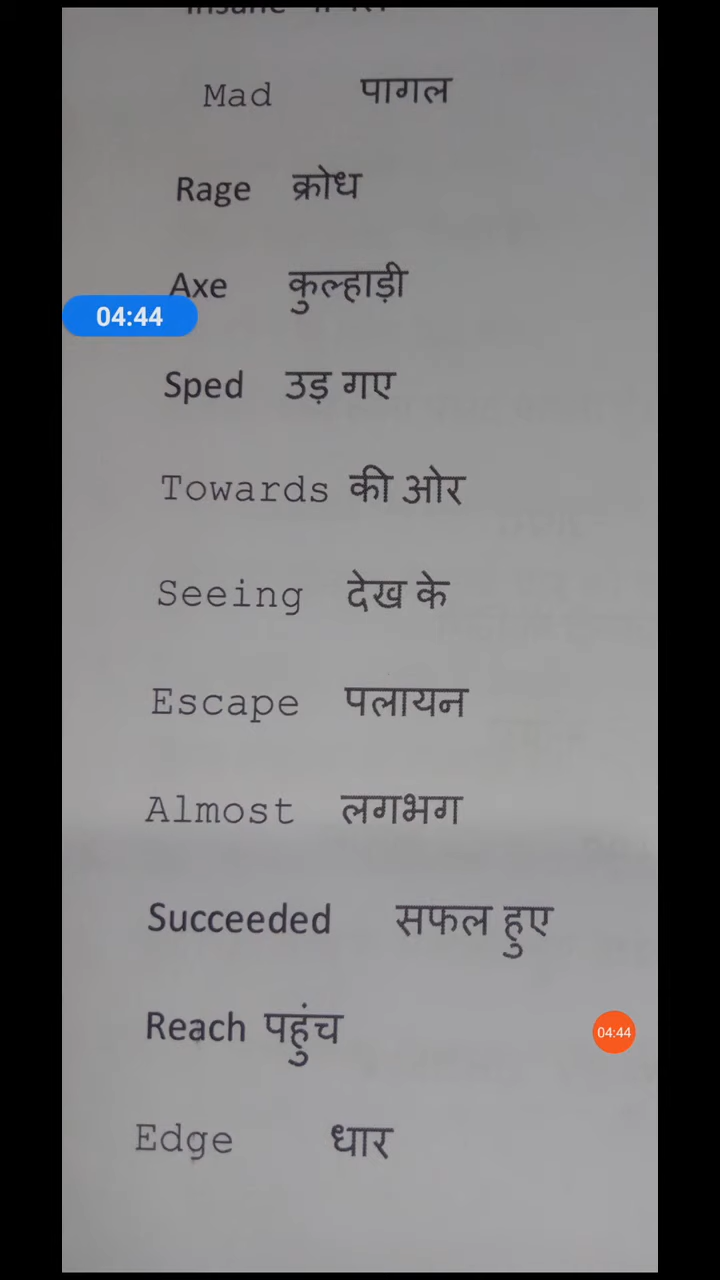 Mad पागल
Rage क्रोध
Axe कुल्हाड़ी
04:44
Sped उड़ गए
Towards की ओर
Seeing देख के
Escape पलायन
Almost लगभग
Succeeded सफल हुए
Reach पहुंच
04:44
Edge धार